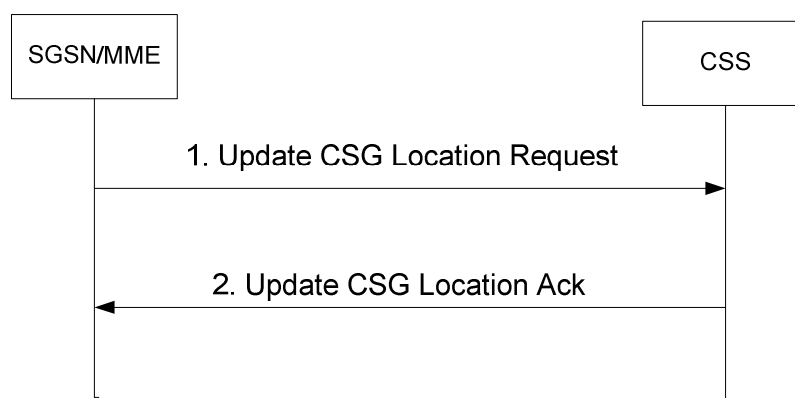 SGSN/MME
CSS
1. Update CSG Location Request
2. Update CSG Location Ack